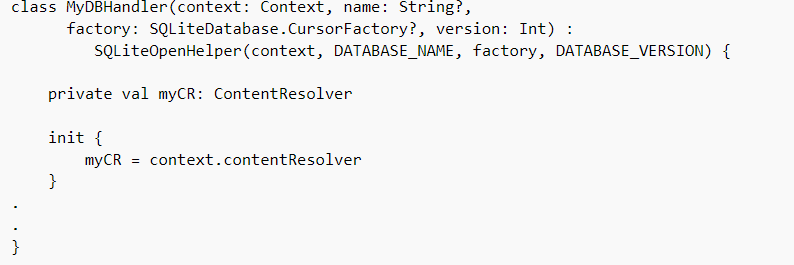 class MyDBHandler(context: Context, name: String?,
      factory: SQLiteDatabase.CursorFactory?, version: Int) :
         SQLiteOpenHelper(context, DATABASE_NAME, factory, DATABASE_VERSION) {

    private val myCR: ContentResolver

    init {
        myCR = context.contentResolver
    }
.
.
}